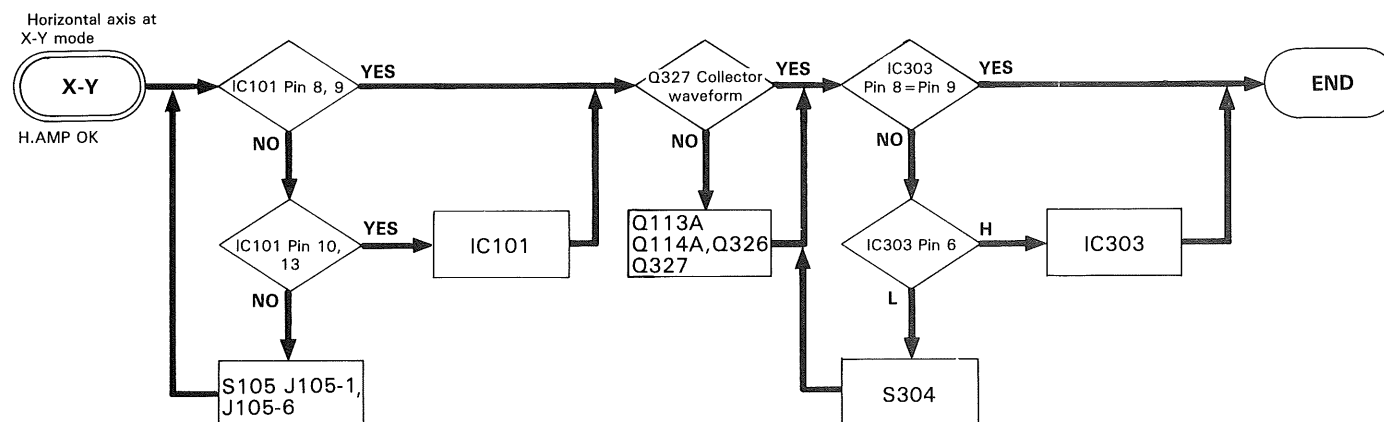 Horizontal axis at
X-Y mode
X-Y
H.AMP OK
IC101 Pin 8, 9
YES
NO
IC101 Pin 10,
13
YES
IC101
NO
S105 J105-1,
J105-6
Q327 Collector
waveform
YES
NO
Q113A
Q114A,Q326
Q327
IC303
Pin 8=Pin 9
YES
NO
IC303 Pin 6
H
IC303
L
S304
END